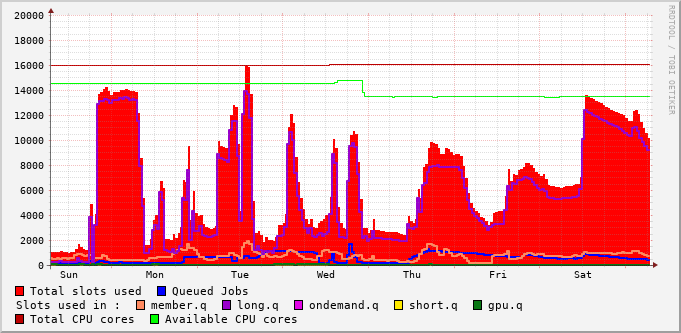 RRDTOOL / TOBI OETIKER
20000
18000
16000
14000
12000
10000
8000
6000
4000
2000
0
Sun Mon Tue Wed Thu Fri Sat
Total slots used Queued Jobs
Slots used in : member.q long.q ondemand.q short.q gpu.q
Total CPU cores Available CPU cores